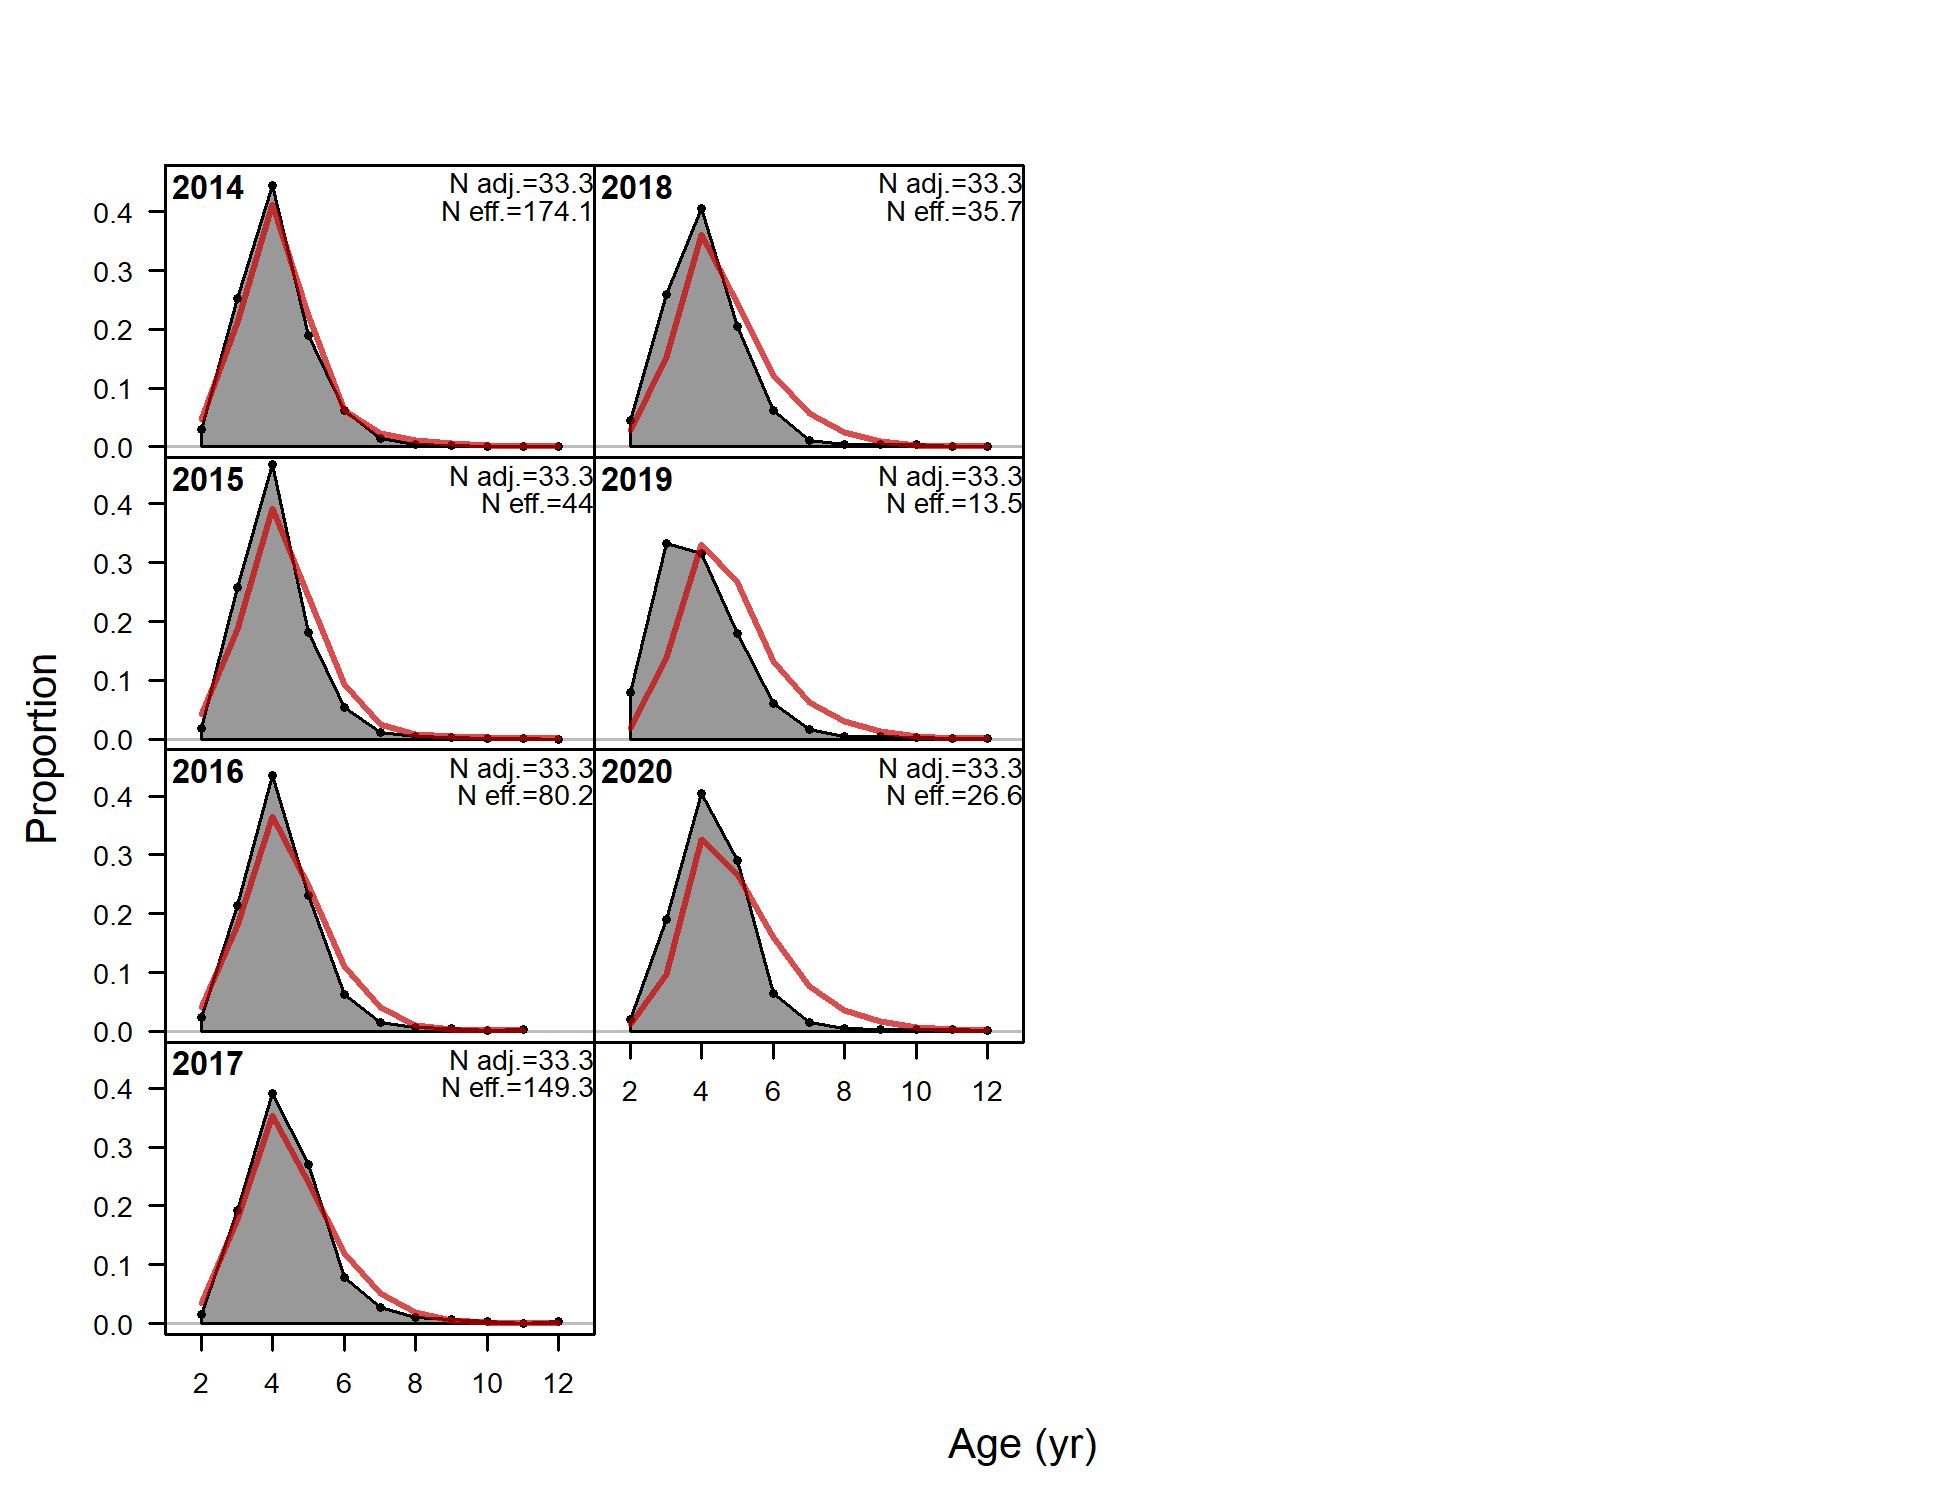 2014
N adj.=33.3
N eff.=174.1
0.4
0.3
0.2
0.1
0.0
2015
N adj.=33.3
N eff.=44
0.4
0.3
0.2
0.1
0.0
2016
N adj.=33.3
N eff.=80.2
0.4
0.3
0.2
0.1
0.0
2017
N adj.=33.3
N eff.=149.3
0.4
0.3
0.2
0.1
0.0
2 4 6 8 10 12
2018
N adj.=33.3
N eff.=35.7
2019
N adj.=33.3
N eff.=13.5
2020
N adj.=33.3
N eff.=26.6
2 4 6 8 10 12
Proportion
Age (yr)